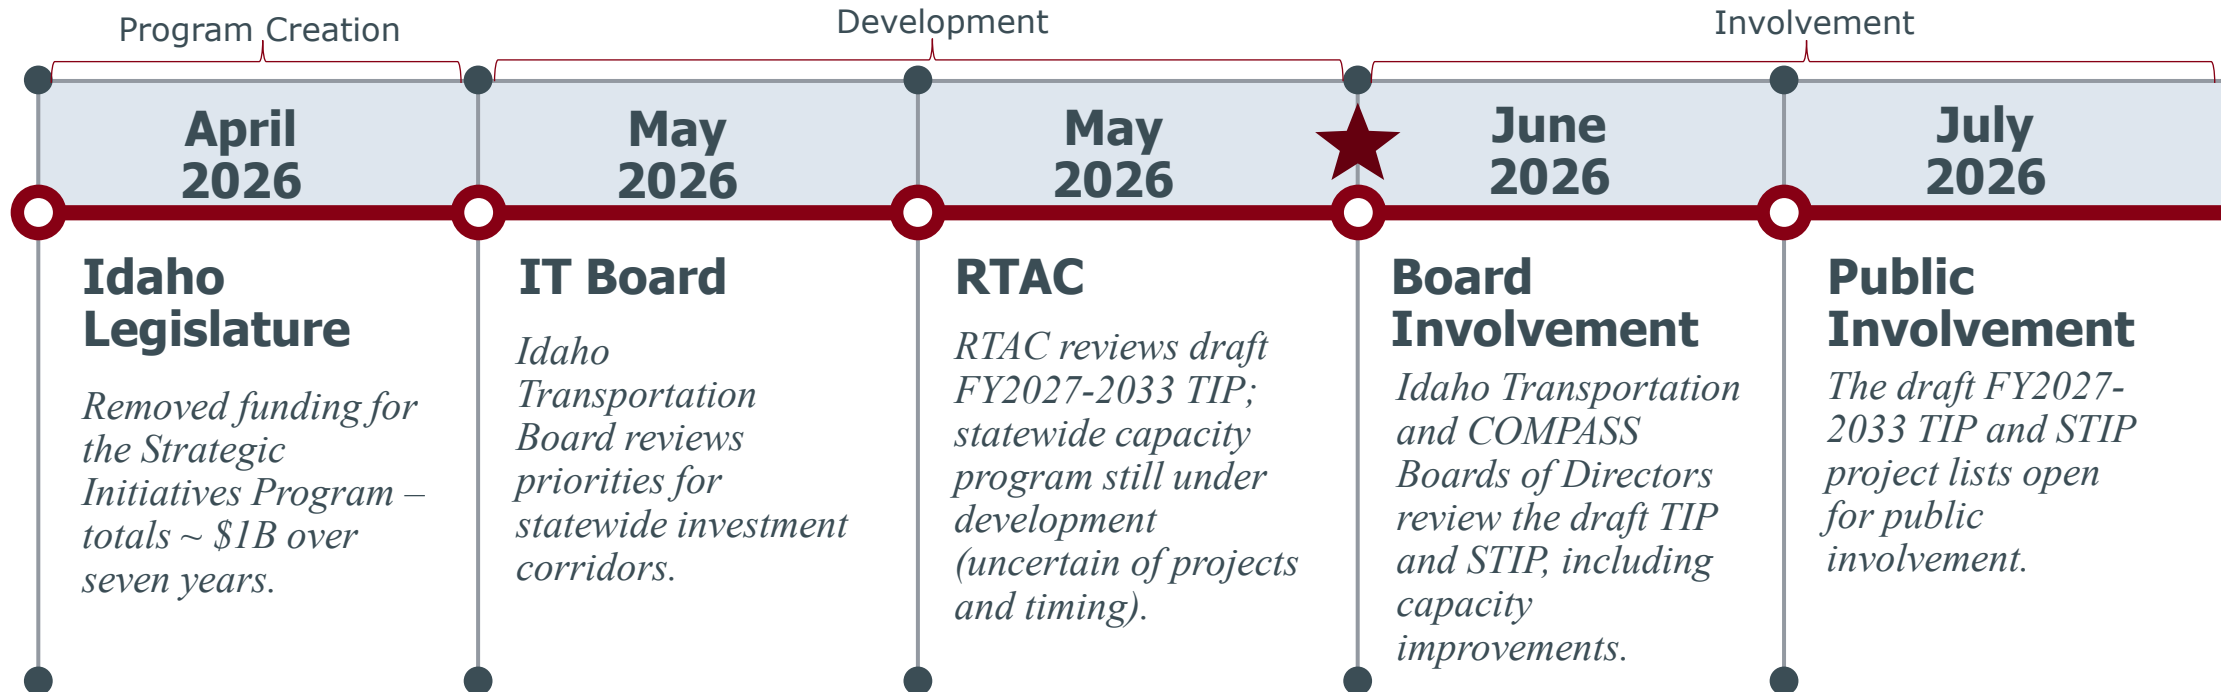 Program Creation
Development
Involvement
April
2026
May
2026
May
2026
June
2026
July
2026
Idaho
Legislature
Removed funding for
the Strategic
Initiatives Program –
totals ~ $1B over
seven years.
IT Board
Idaho
Transportation
Board reviews
priorities for
statewide investment
corridors.
RTAC
RTAC reviews draft
FY2027-2033 TIP;
statewide capacity
program still under
development
(uncertain of projects
and timing).
Board
Involvement
Idaho Transportation
and COMPASS
Boards of Directors
review the draft TIP
and STIP, including
capacity
improvements.
Public
Involvement
The draft FY2027-
2033 TIP and STIP
project lists open
for public
involvement.